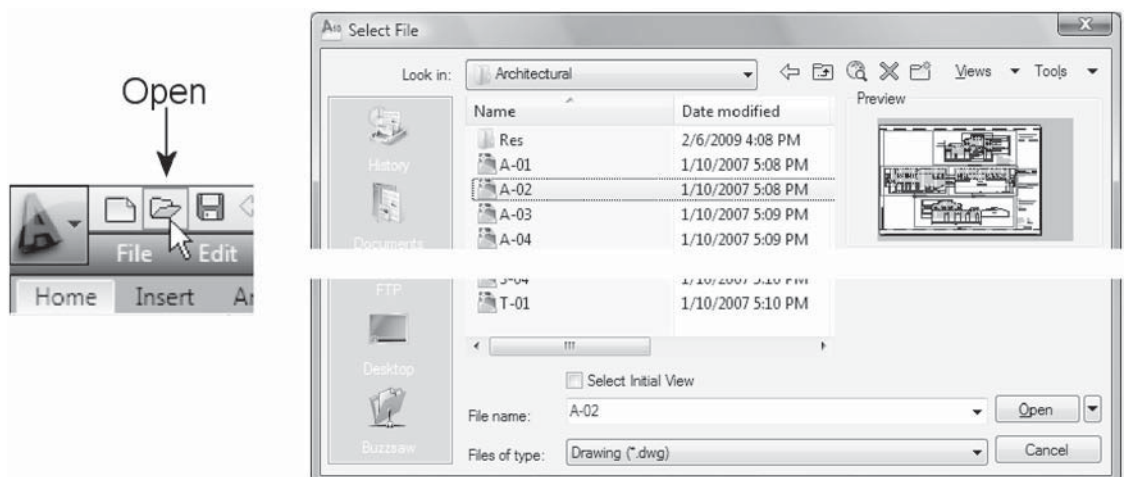 Open
File Edit
Home Insert
Select File
Look in: Architectural Views Tools
Name Date modified Preview
Res 2/6/2009 4:08 PM
A-01 1/10/2007 5:08 PM
A-02 1/10/2007 5:08 PM
A-03 1/10/2007 5:09 PM
A-04 1/10/2007 5:09 PM
T-01 1/10/2007 5:10 PM
History
Documents
FTP
Desktop
Buzzsaw
Select Initial View
File name: A-02 Open
Files of type: Drawing (*.dwg) Cancel